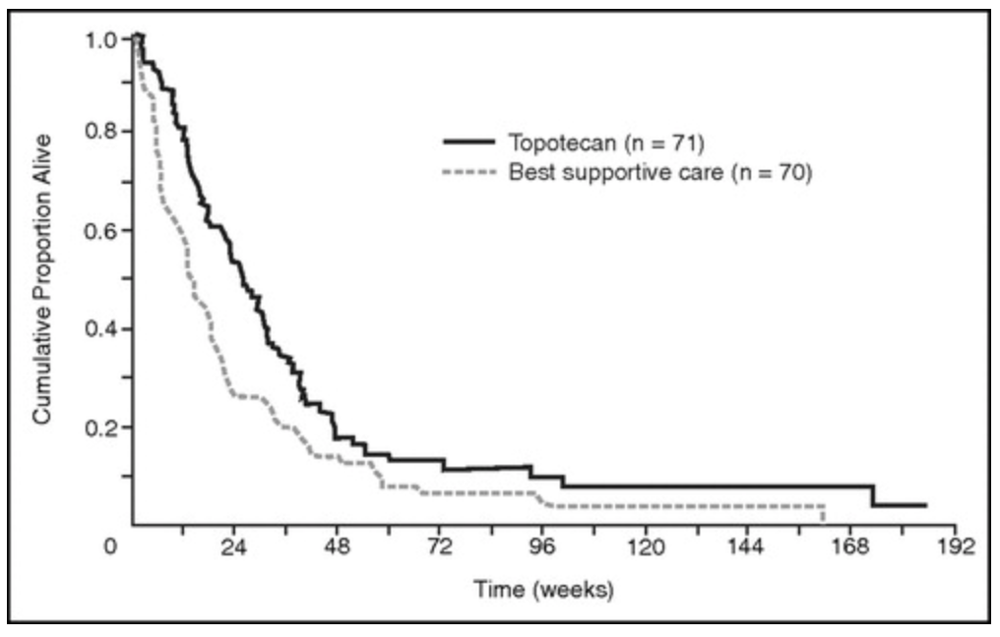 Cumulative Proportion Alive
1.0
0.8
0.6
0.4
0.2
Topotecan (n = 71)
Best supportive care (n = 70)
0 24 48 72 96 120 144 168 192
Time (weeks)